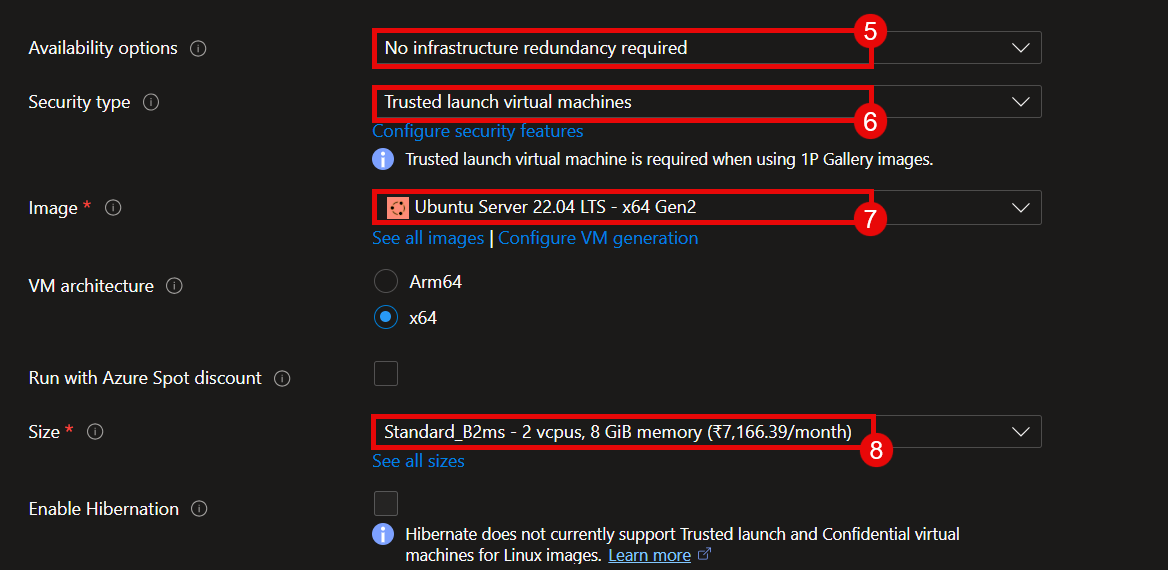 Availability options
No infrastructure redundancy required
5
Security type
Trusted launch virtual machines
6
Configure security features
Trusted launch virtual machine is required when using 1P Gallery images.
Image *
Ubuntu Server 22.04 LTS - x64 Gen2
7
See all images | Configure VM generation
VM architecture
Arm64
x64
Run with Azure Spot discount
Size *
Standard_B2ms - 2 vcpus, 8 GiB memory (₹7,166.39/month)
8
See all sizes
Enable Hibernation
Hibernate does not currently support Trusted launch and Confidential virtual
machines for Linux images. Learn more